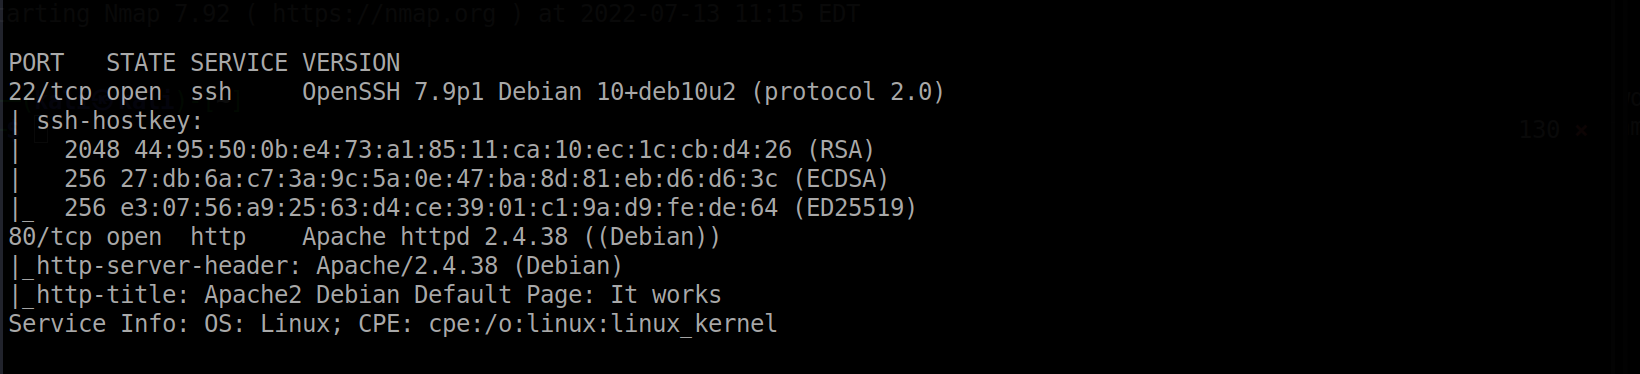 arting Nmap 7.92 ( https://nmap.org ) at 2022-07-13 11:15 EDT
PORT   STATE SERVICE VERSION
22/tcp open  ssh     OpenSSH 7.9p1 Debian 10+deb10u2 (protocol 2.0)
| ssh-hostkey:
|   2048 44:95:50:0b:e4:73:a1:85:11:ca:10:ec:1c:cb:d4:26 (RSA)
|   256 27:db:6a:c7:3a:9c:5a:0e:47:ba:8d:81:eb:d6:d6:3c (ECDSA)
|_  256 e3:07:56:a9:25:63:d4:ce:39:01:c1:9a:d9:fe:de:64 (ED25519)
80/tcp open  http    Apache httpd 2.4.38 ((Debian))
|_http-server-header: Apache/2.4.38 (Debian)
|_http-title: Apache2 Debian Default Page: It works
Service Info: OS: Linux; CPE: cpe:/o:linux:linux_kernel
130 ×